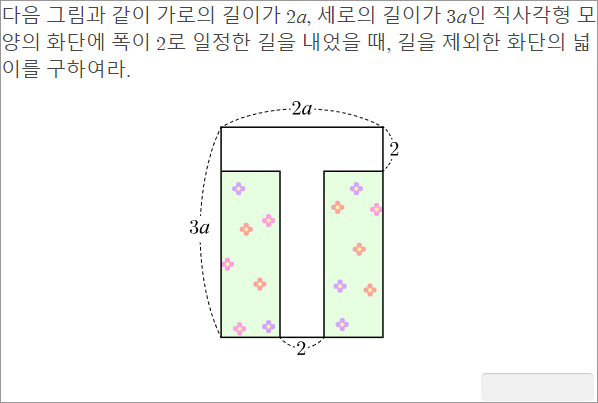 다음 그림과 같이 가로의 길이가 2a, 세로의 길이가 3a인 직사각형 모
양의 화단에 폭이 2로 일정한 길을 내었을 때, 길을 제외한 화단의 넓
이를 구하여라.
2a
2
3a
2